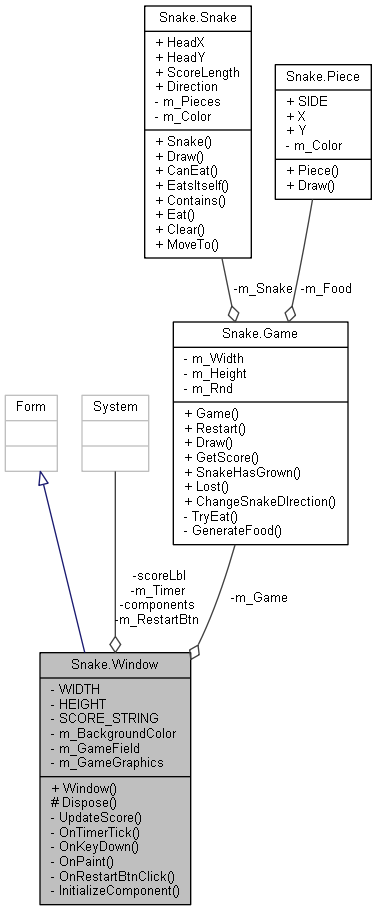 Snake.Snake
+ HeadX
+ HeadY
+ ScoreLength
+ Direction
- m_Pieces
- m_Color
+ Snake()
+ Draw()
+ CanEat()
+ EatsItself()
+ Contains()
+ Eat()
+ Clear()
+ MoveTo()
Snake.Piece
+ SIDE
+ X
+ Y
- m_Color
+ Piece()
+ Draw()
-m_Snake
-m_Food
Snake.Game
- m_Width
- m_Height
- m_Rnd
+ Game()
+ Restart()
+ Draw()
+ GetScore()
+ SnakeHasGrown()
+ Lost()
+ ChangeSnakeDIrection()
- TryEat()
- GenerateFood()
Form
System
-scoreLbl
-m_Timer
-components
-m_RestartBtn
-m_Game
Snake.Window
- WIDTH
- HEIGHT
- SCORE_STRING
- m_BackgroundColor
- m_GameField
- m_GameGraphics
+ Window()
# Dispose()
- UpdateScore()
- OnTimerTick()
- OnKeyDown()
- OnPaint()
- OnRestartBtnClick()
- InitializeComponent()